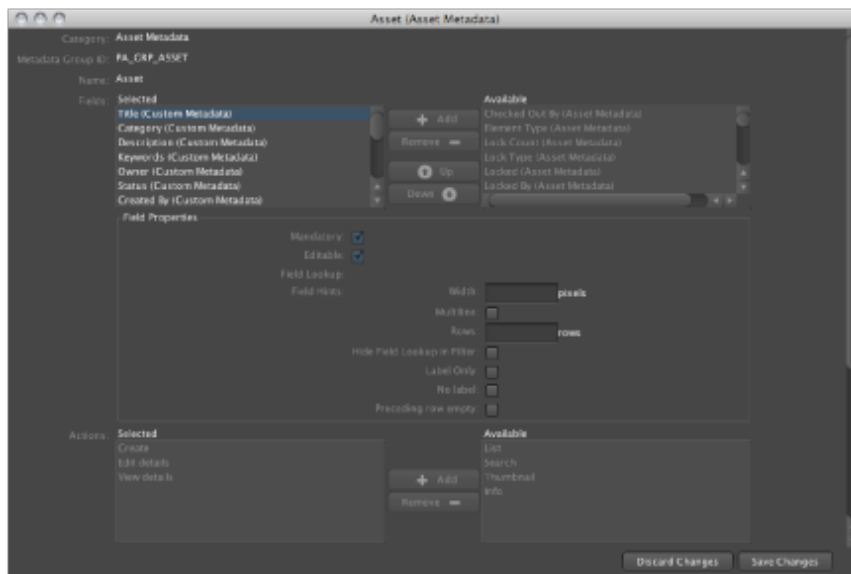 Asset (Asset Metadata)
Category: Asset Metadata
Metadata Group ID: PA_GRP_ASSET
Name: Asset
Fields: Selected Available
Title (Custom Metadata)
Category (Custom Metadata)
Description (Custom Metadata)
Keywords (Custom Metadata)
Owner (Custom Metadata)
Status (Custom Metadata)
Created By (Custom Metadata)
Add
Remove
Up
Down
Checked Out By (Asset Metadata)
Element Type (Asset Metadata)
Lock Count (Asset Metadata)
Lock Type (Asset Metadata)
Locked (Asset Metadata)
Locked By (Asset Metadata)
Field Properties
Mandatory:
Editable:
Field Lookup:
Field Hints: Width: pixels
Multiline:
Rows: rows
Hide Field Lookup in Filter
Label Only
No label
Preceding row empty
Actions: Selected Available
Create
Edit details
View details
Add
Remove
List
Search
Thumbnail
Info
Discard Changes Save Changes